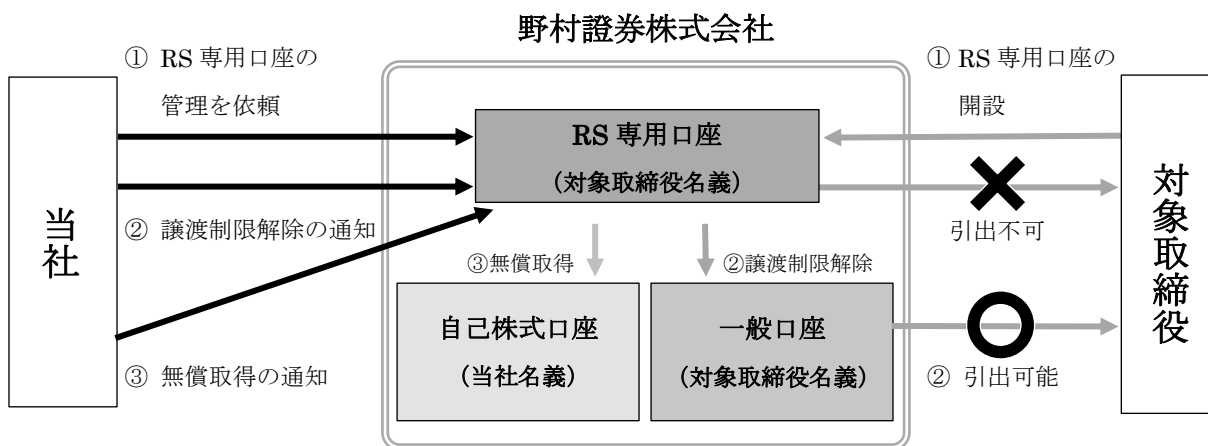 野村證券株式会社
① RS 専用口座の
管理を依頼
② 譲渡制限解除の通知
③ 無償取得の通知
当社
RS 専用口座
(対象取締役名義)
③無償取得
②譲渡制限解除
自己株式口座
(当社名義)
一般口座
(対象取締役名義)
① RS 専用口座の
開設
引出不可
② 引出可能
対象取締役